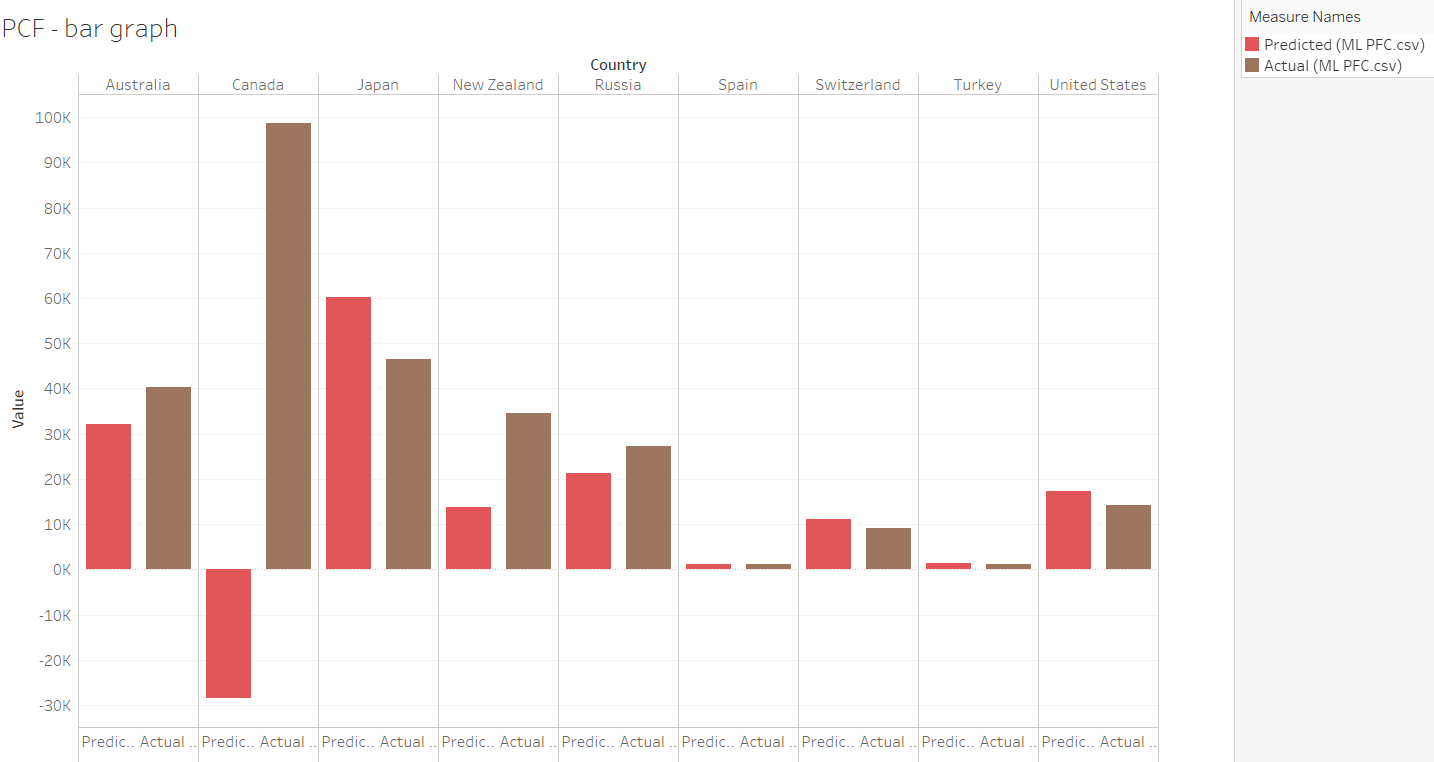 PCF - bar graph
Measure Names
Predicted (ML PFC.csv)
Actual (ML PFC.csv)
Country
Australia Canada Japan New Zealand Russia Spain Switzerland Turkey United States
100K
90K
80K
70K
60K
50K
40K
30K
20K
10K
0K
-10K
-20K
-30K
Value
Predic.. Actual .. Predic.. Actual .. Predic.. Actual .. Predic.. Actual .. Predic.. Actual .. Predic.. Actual .. Predic.. Actual .. Predic.. Actual .. Predic.. Actual ..